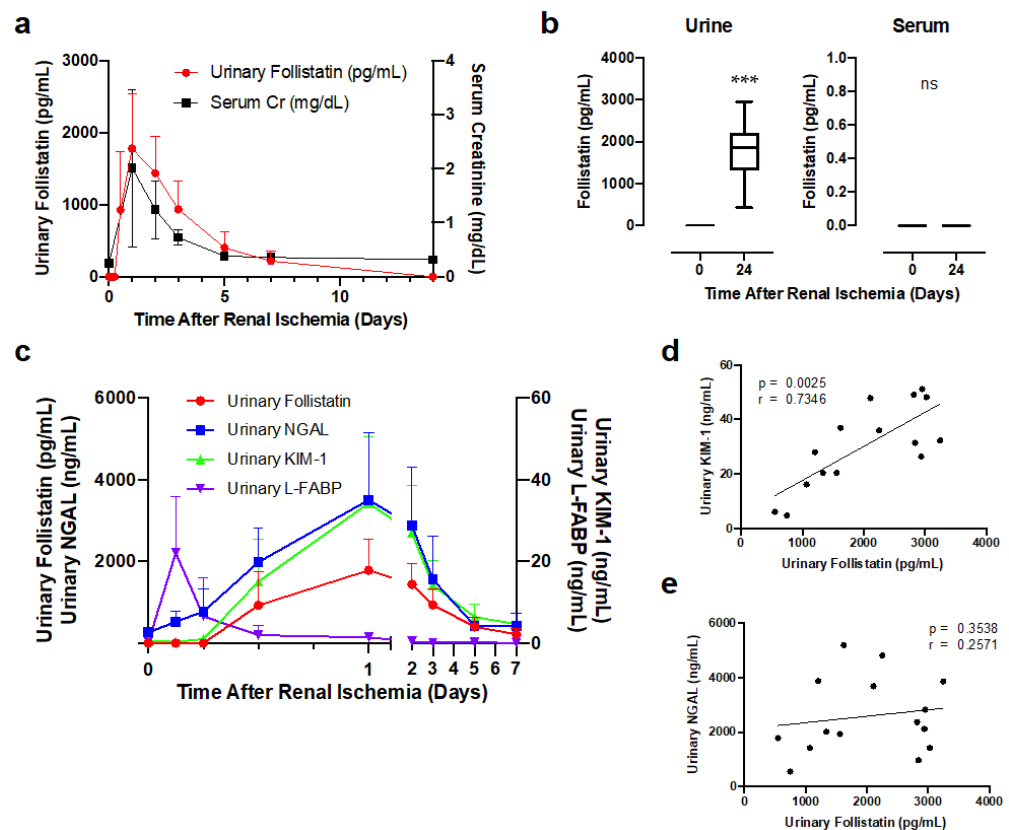 a
Urinary Follistatin (pg/mL)
3000
2000
1000
0
Urinary Follistatin (pg/mL)
Serum Cr (mg/dL)
4
3
2
1
0
Serum Creatinine (mg/dL)
0
5
10
Time After Renal Ischemia (Days)
b
Urine
Follistatin (pg/mL)
4000
3000
2000
1000
0
***
0
24
Serum
Follistatin (pg/mL)
1.0
0.8
0.6
0.4
0.2
0.0
ns
0
24
Time After Renal Ischemia (Days)
c
Urinary Follistatin (pg/mL)
Urinary NGAL (ng/mL)
6000
4000
2000
0
Urinary Follistatin
Urinary NGAL
Urinary KIM-1
Urinary L-FABP
60
40
20
0
Urinary KIM-1 (ng/mL)
Urinary L-FABP (ng/mL)
0
1
2
3
4
5
6
7
Time After Renal Ischemia (Days)
d
Urinary KIM-1 (ng/mL)
60
40
20
0
p = 0.0025
r = 0.7346
0
1000
2000
3000
4000
Urinary Follistatin (pg/mL)
e
Urinary NGAL (ng/mL)
6000
4000
2000
0
p = 0.3538
r = 0.2571
0
1000
2000
3000
4000
Urinary Follistatin (pg/mL)